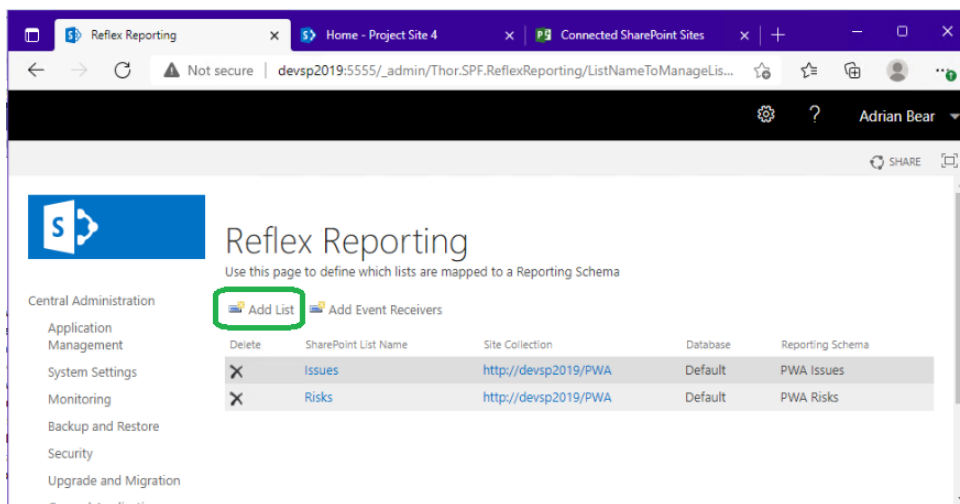 Reflex Reporting
Home - Project Site 4
Connected SharePoint Sites
Not secure | devsp2019:5555/_admin/Thor.SPF.ReflexReporting/ListNameToManageLis...
? Adrian Bear
SHARE
S
Reflex Reporting
Use this page to define which lists are mapped to a Reporting Schema
Add List Add Event Receivers
Delete SharePoint List Name Site Collection Database Reporting Schema
Issues http://devsp2019/PWA Default PWA Issues
Risks http://devsp2019/PWA Default PWA Risks
Central Administration
Application
Management
System Settings
Monitoring
Backup and Restore
Security
Upgrade and Migration